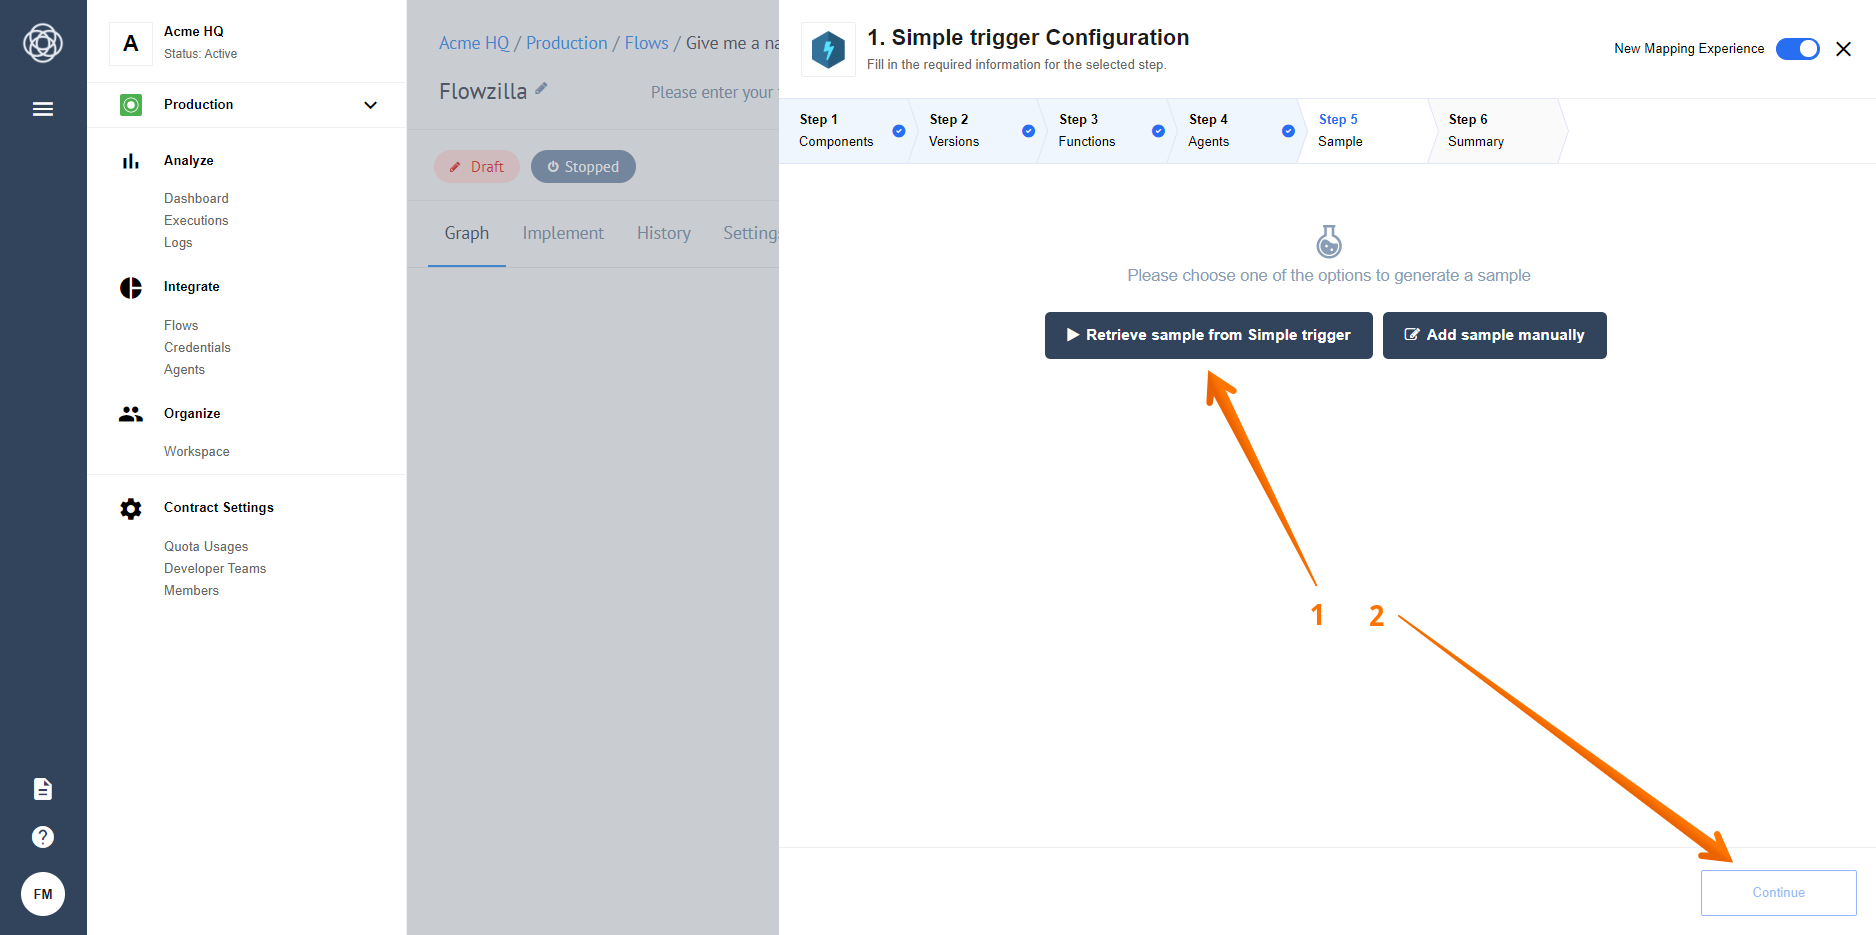 A
Acme HQ
Status: Active
Production
Analyze
Dashboard
Executions
Logs
Integrate
Flows
Credentials
Agents
Organize
Workspace
Contract Settings
Quota Usages
Developer Teams
Members
FM
Acme HQ / Production / Flows / Give me a na
Flowzilla
Please enter your
Draft
Stopped
Graph Implement History Setting
1. Simple trigger Configuration
Fill in the required information for the selected step.
New Mapping Experience
Step 1
Components
Step 2
Versions
Step 3
Functions
Step 4
Agents
Step 5
Sample
Step 6
Summary
Please choose one of the options to generate a sample
Retrieve sample from Simple trigger
Add sample manually
1 2
Continue